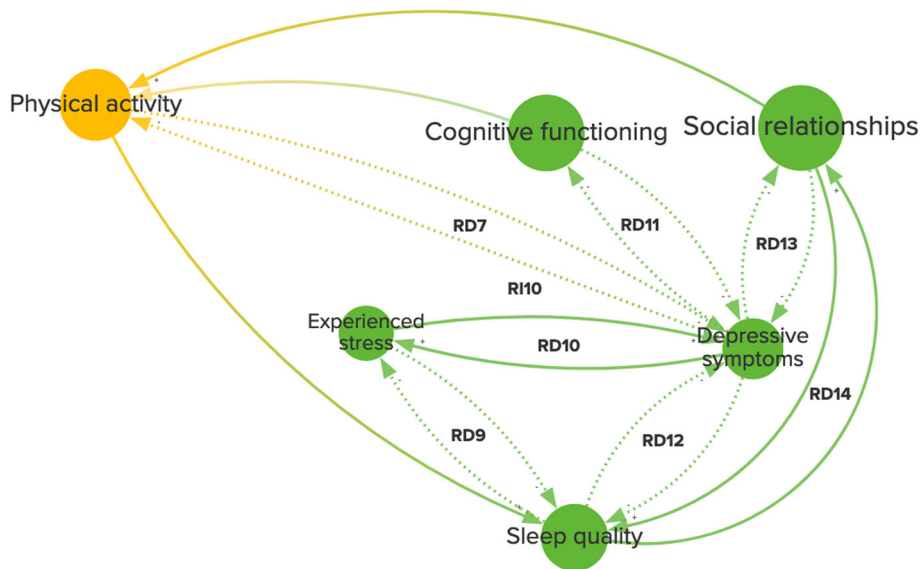 Physical activity
Cognitive functioning
Social relationships
RD7
RD11
RD13
RI10
Experienced
stress
RD10
Depressive
symptoms
RD14
RD9
RD12
Sleep quality